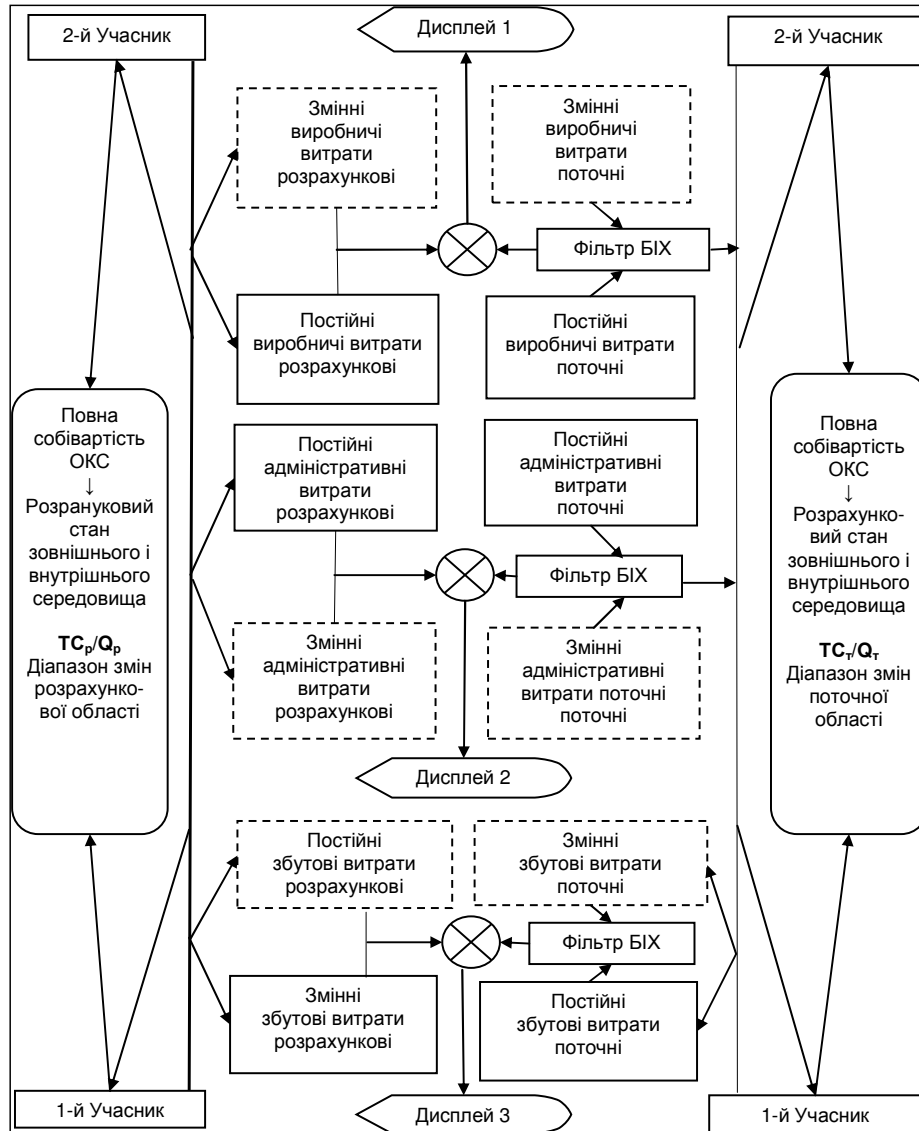 2-й Учасник
Дисплей 1
2-й Учасник
Змінні
виробничі
витрати
розрахункові
Змінні
виробничі
витрати
поточні
Фільтр БІХ
Постійні
виробничі витрати
розрахункові
Постійні
виробничі витрати
поточні
Повна
собівартість
ОКС
↓
Розрануковий
стан
зовнішнього і
внутрішнього
середовища
TCр/Qр
Діапазон змін
розрахунко-
вої області
Постійні
адміністративні
витрати
розрахункові
Постійні
адміністративні
витрати
поточні
Повна
собівартість
ОКС
↓
Розрахунко-
вий стан
зовнішнього і
внутрішнього
середовища
TCт/Qт
Діапазон змін
поточної
області
Фільтр БІХ
Змінні
адміністративні
витрати
розрахункові
Змінні
адміністративні
витрати поточні
поточні
Дисплей 2
Постійні
збутові витрати
розрахункові
Змінні
збутові витрати
поточні
Фільтр БІХ
Змінні
збутові витрати
розрахункові
Постійні
збутові витрати
поточні
1-й Учасник
Дисплей 3
1-й Учасник